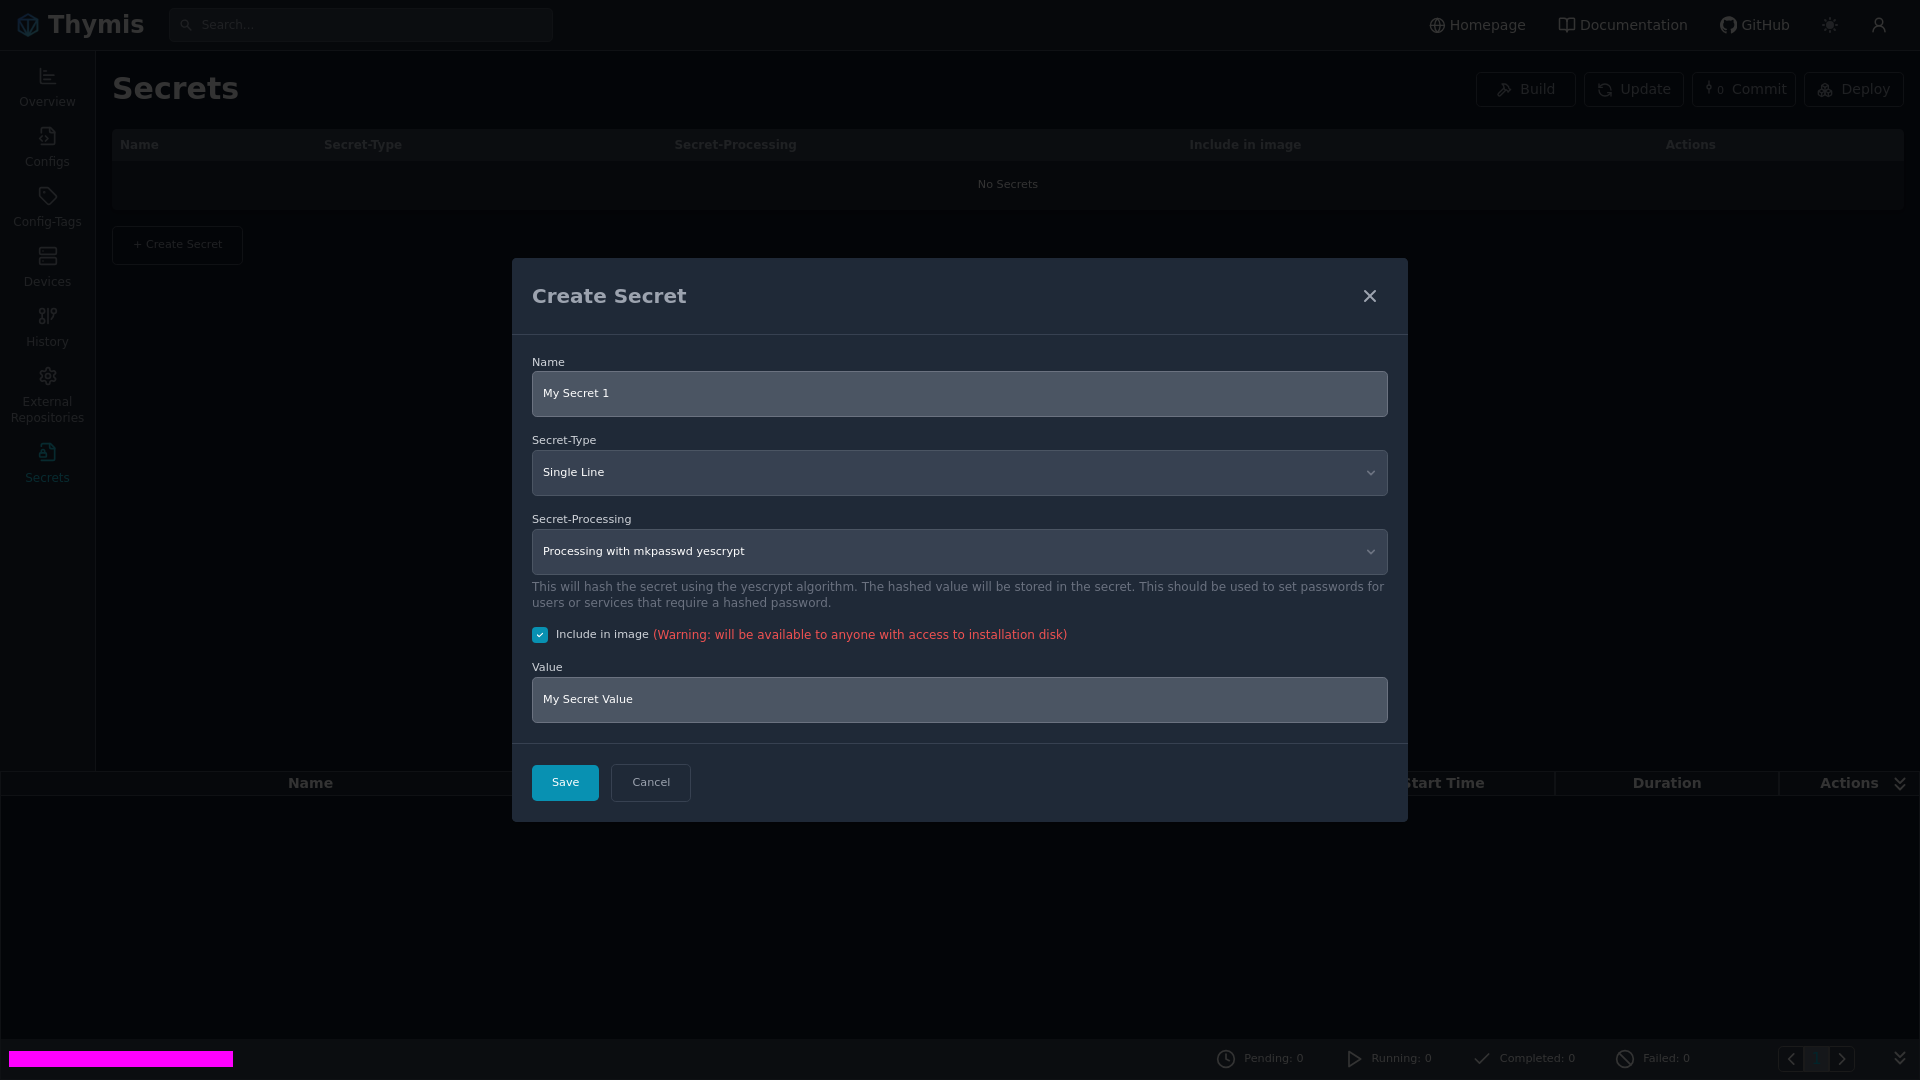 Thymis
Search...
Homepage
Documentation
GitHub
Overview
Configs
Config-Tags
Devices
History
External
Repositories
Secrets
Secrets
Build
Update
0 Commit
Deploy
Name Secret-Type Secret-Processing Include in image Actions
No Secrets
+ Create Secret
Create Secret
Name
My Secret 1
Secret-Type
Single Line
Secret-Processing
Processing with mkpasswd yescrypt
This will hash the secret using the yescrypt algorithm. The hashed value will be stored in the secret. This should be used to set passwords for
users or services that require a hashed password.
Include in image (Warning: will be available to anyone with access to installation disk)
Value
My Secret Value
Save
Cancel
Name Start Time Duration Actions
Pending: 0
Running: 0
Completed: 0
Failed: 0